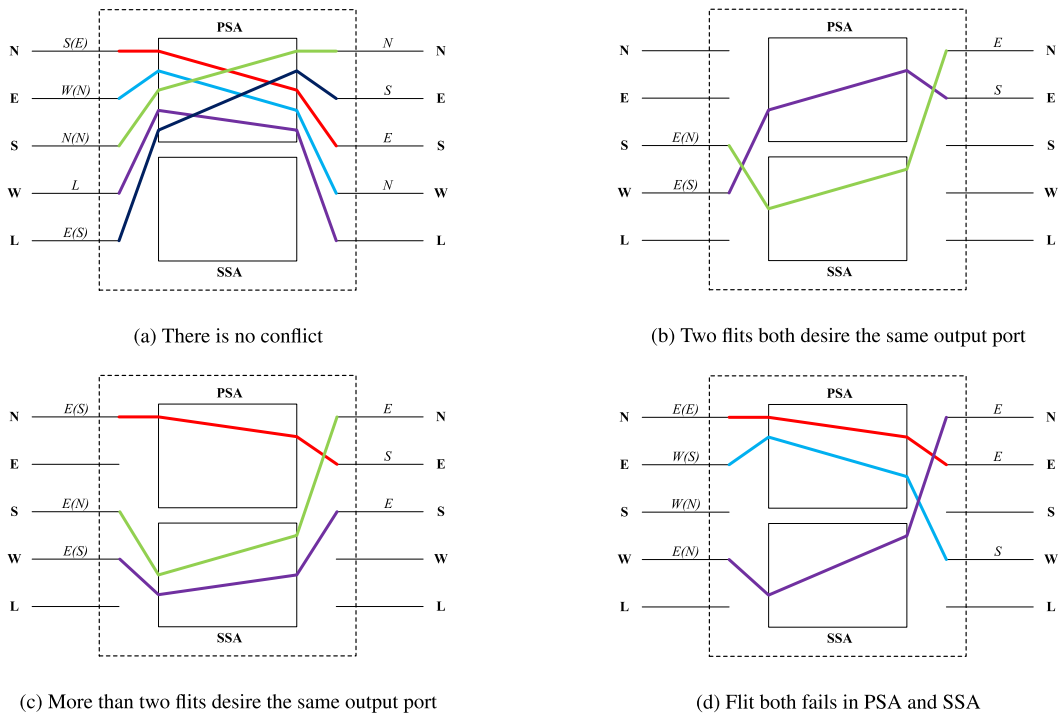 PSA
N S(E) N N
E W(N) S E
S N(N) E S
W L N W
L E(S) L
SSA
(a) There is no conflict
PSA
N E N
E S E
S E(N) S
W E(S) W
L L
SSA
(b) Two flits both desire the same output port
PSA
N E(S) E N
E S E
S E(N) E S
W E(S) W
L L
SSA
(c) More than two flits desire the same output port
PSA
N E(E) E N
E W(S) E E
S W(N) S
W E(N) S W
L L
SSA
(d) Flit both fails in PSA and SSA